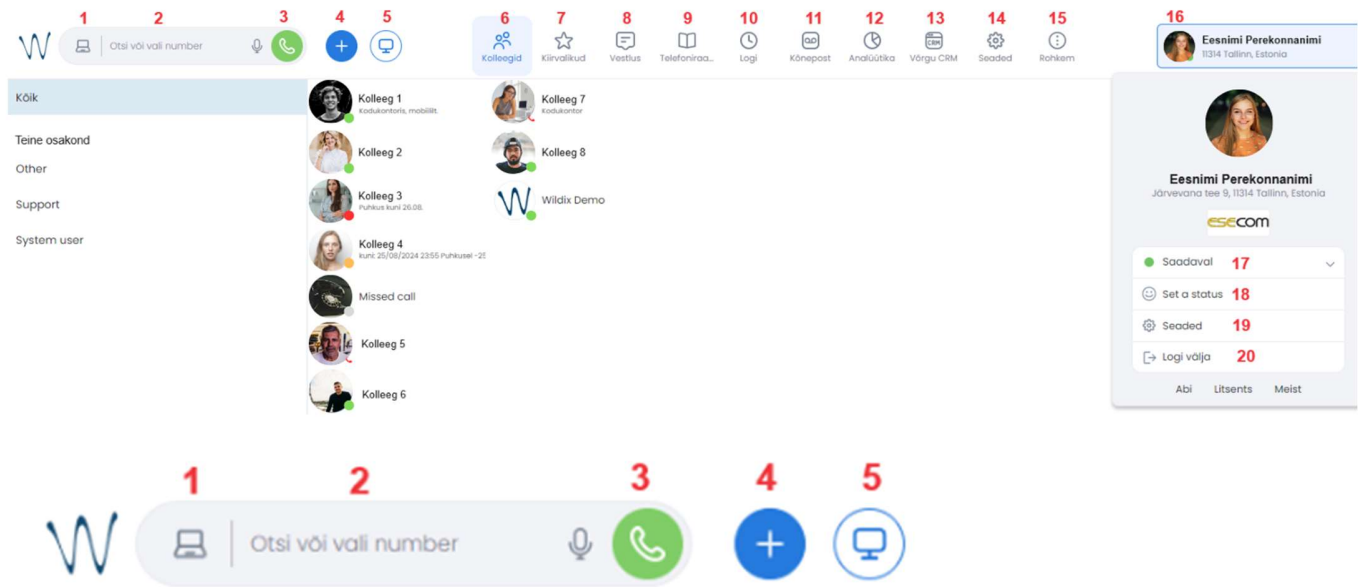 1 2 3 4 5 6 7 8 9 10 11 12 13 14 15 16
W Otsi või vali number
Kolleegid Kiirvalikud Vestlus Telefoniraa... Logi Kõnepost Analüütika Võrgu CRM Seaded Rohkem
CRM
Eesnimi Perekonnanimi
11314 Tallinn, Estonia
Kõik
Teine osakond
Other
Support
System user
Kolleeg 1
Kodukontoris, mobiililt.
Kolleeg 2
Kolleeg 3
Puhkus kuni 26.08.
Kolleeg 4
kuni: 25/08/2024 23:55 Puhkusel -25
Missed call
Kolleeg 5
Kolleeg 6
Kolleeg 7
Kodukontor
Kolleeg 8
W Wildix Demo
Eesnimi Perekonnanimi
Järvevana tee 9, 11314 Tallinn, Estonia
esecom
Saadaval 17
Set a status 18
Seaded 19
Logi välja 20
Abi Litsents Meist
1 2 3 4 5
W Otsi või vali number